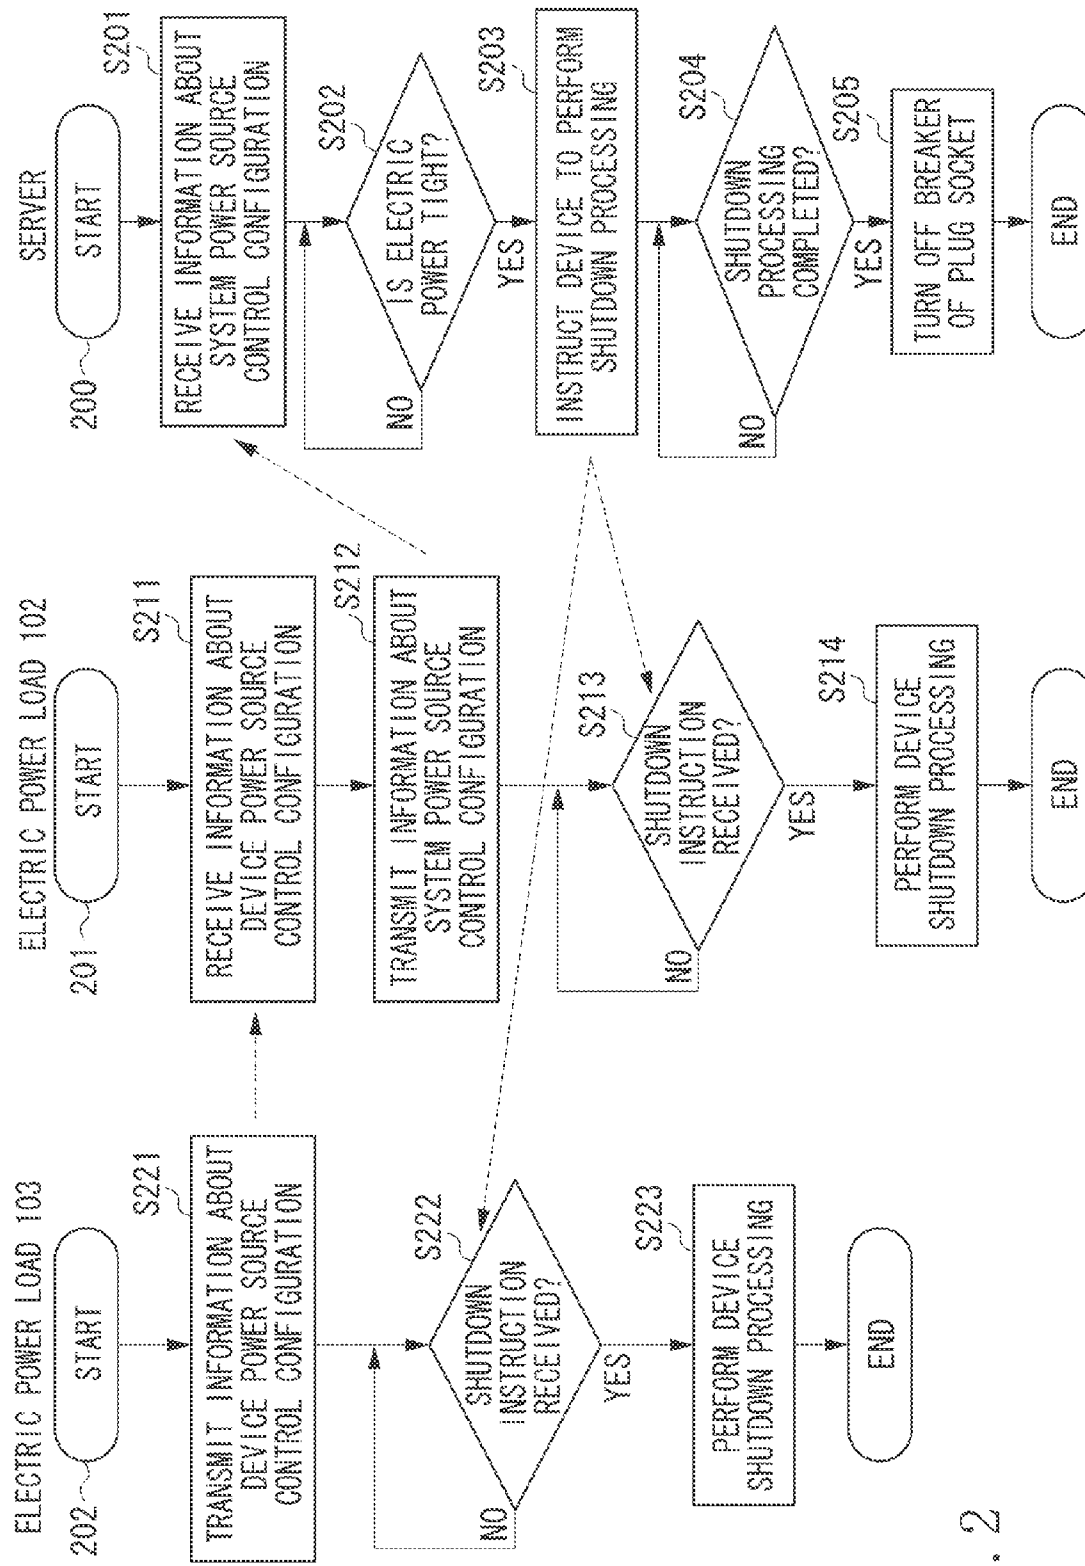 ELECTRIC POWER LOAD 103
202
START
S221
TRANSMIT INFORMATION ABOUT
DEVICE POWER SOURCE
CONTROL CONFIGURATION
S222
SHUTDOWN
INSTRUCTION
RECEIVED?
NO
YES
S223
PERFORM DEVICE
SHUTDOWN PROCESSING
END
ELECTRIC POWER LOAD 102
201
START
S211
RECEIVE INFORMATION ABOUT
DEVICE POWER SOURCE
CONTROL CONFIGURATION
S212
TRANSMIT INFORMATION ABOUT
SYSTEM POWER SOURCE
CONTROL CONFIGURATION
S213
SHUTDOWN
INSTRUCTION
RECEIVED?
NO
YES
S214
PERFORM DEVICE
SHUTDOWN PROCESSING
END
SERVER
200
START
S201
RECEIVE INFORMATION ABOUT
SYSTEM POWER SOURCE
CONTROL CONFIGURATION
S202
IS ELECTRIC
POWER TIGHT?
NO
YES
S203
INSTRUCT DEVICE TO PERFORM
SHUTDOWN PROCESSING
S204
SHUTDOWN
PROCESSING
COMPLETED?
NO
YES
S205
TURN OFF BREAKER
OF PLUG SOCKET
END
. 2